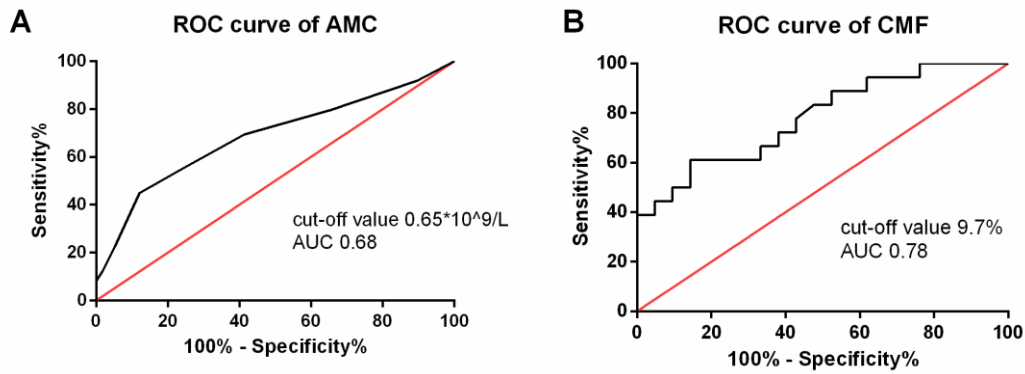 A
ROC curve of AMC
100
80
60
40
20
0
Sensitivity%
cut-off value 0.65*10^9/L
AUC 0.68
0 20 40 60 80 100
100% - Specificity%
B
ROC curve of CMF
100
80
60
40
20
0
Sensitivity%
cut-off value 9.7%
AUC 0.78
0 20 40 60 80 100
100% - Specificity%